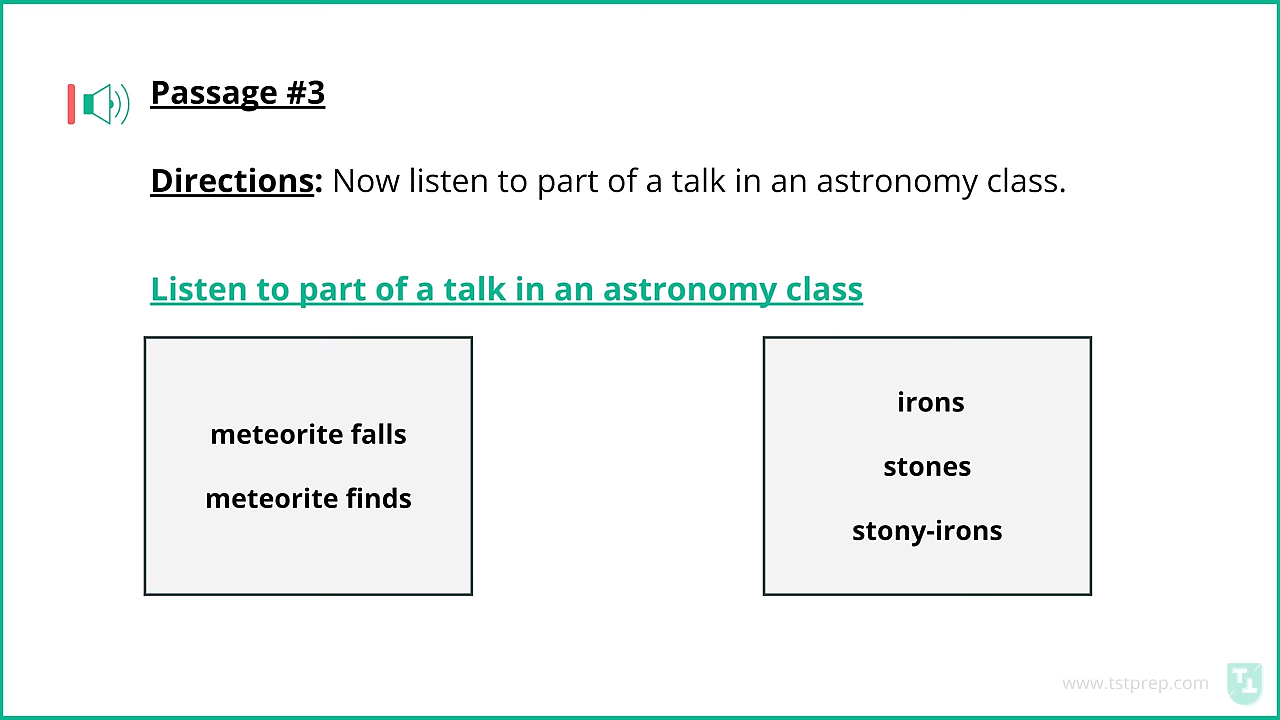 Passage #3
Directions: Now listen to part of a talk in an astronomy class.
Listen to part of a talk in an astronomy class
meteorite falls
meteorite finds
irons
stones
stony-irons
www.tstprep.com